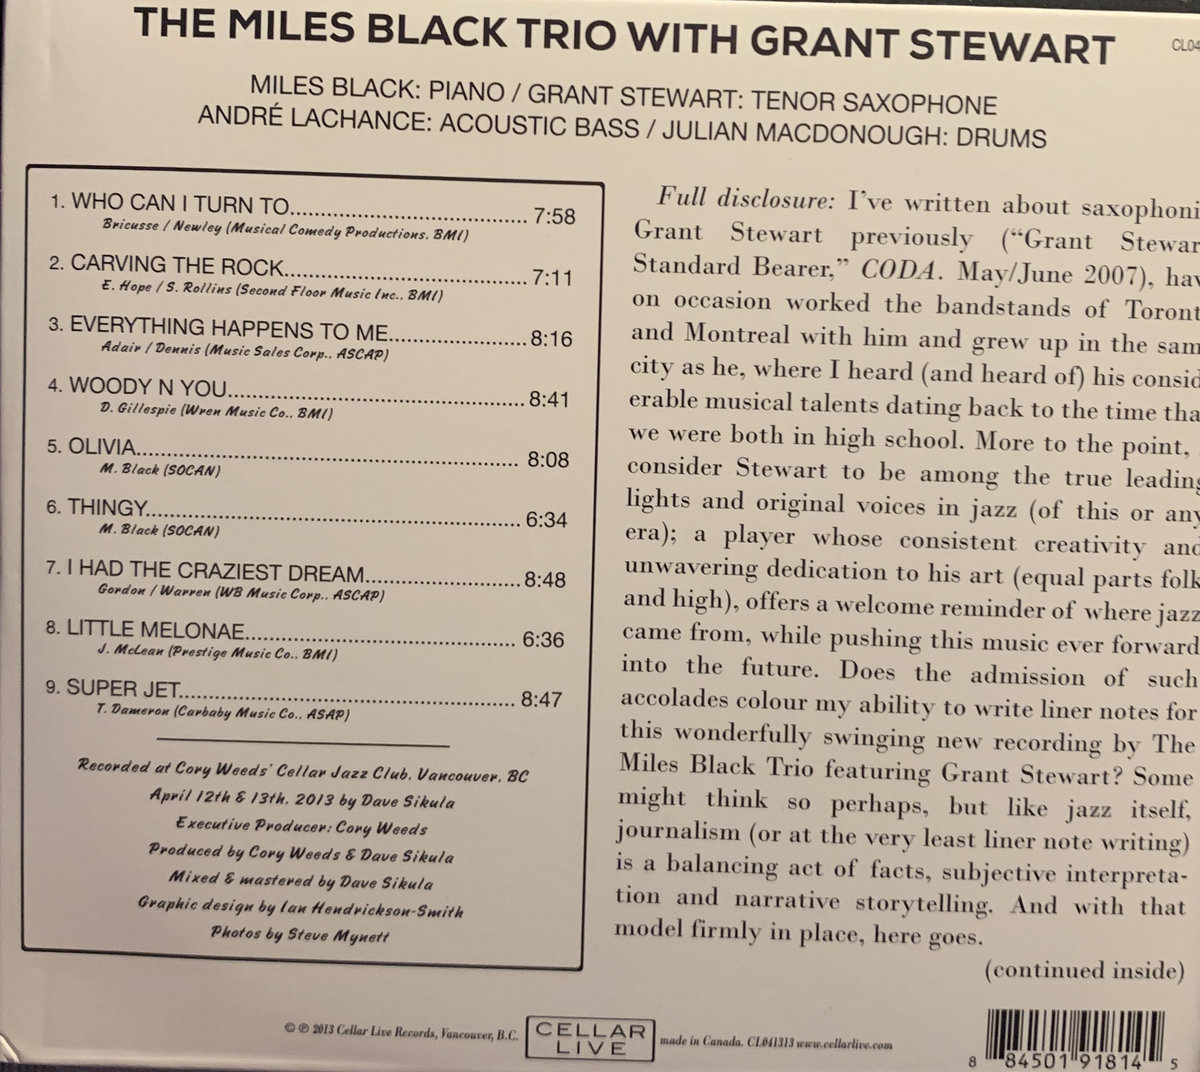 THE MILES BLACK TRIO WITH GRANT STEWART
CL04
MILES BLACK: PIANO / GRANT STEWART: TENOR SAXOPHONE
ANDRÉ LACHANCE: ACOUSTIC BASS / JULIAN MACDONOUGH: DRUMS
1. WHO CAN I TURN TO........................................ 7:58
Bricusse / Newley (Musical Comedy Productions. BMI)
2. CARVING THE ROCK........................................ 7:11
E. Hope / S. Rollins (Second Floor Music Inc., BMI)
3. EVERYTHING HAPPENS TO ME....................... 8:16
Adair / Dennis (Music Sales Corp., ASCAP)
4. WOODY N YOU.................................................. 8:41
D. Gillespie (Wren Music Co., BMI)
5. OLIVIA................................................................ 8:08
M. Black (SOCAN)
6. THINGY.............................................................. 6:34
M. Black (SOCAN)
7. I HAD THE CRAZIEST DREAM.......................... 8:48
Gordon / Warren (WB Music Corp., ASCAP)
8. LITTLE MELONAE............................................. 6:36
J. McLean (Prestige Music Co., BMI)
9. SUPER JET........................................................ 8:47
T. Dameron (Carbaby Music Co., ASAP)
Recorded at Cory Weeds' Cellar Jazz Club, Vancouver, BC
April 12th & 13th, 2013 by Dave Sikula
Executive Producer: Cory Weeds
Produced by Cory Weeds & Dave Sikula
Mixed & mastered by Dave Sikula
Graphic design by Ian Hendrickson-Smith
Photos by Steve Mynett
Full disclosure: I've written about saxophoni
Grant Stewart previously (“Grant Stewar
Standard Bearer,” CODA. May/June 2007), hav
on occasion worked the bandstands of Toront
and Montreal with him and grew up in the sam
city as he, where I heard (and heard of) his consid
erable musical talents dating back to the time tha
we were both in high school. More to the point,
consider Stewart to be among the true leading
lights and original voices in jazz (of this or any
era); a player whose consistent creativity and
unwavering dedication to his art (equal parts folk
and high), offers a welcome reminder of where jazz
came from, while pushing this music ever forward
into the future. Does the admission of such
accolades colour my ability to write liner notes for
this wonderfully swinging new recording by The
Miles Black Trio featuring Grant Stewart? Some
might think so perhaps, but like jazz itself,
journalism (or at the very least liner note writing)
is a balancing act of facts, subjective interpreta-
tion and narrative storytelling. And with that
model firmly in place, here goes.
(continued inside)
© ℗ 2013 Cellar Live Records, Vancouver, B.C.
CELLAR
LIVE
made in Canada. CL041313 www.cellarlive.com
8 84501 91814 5